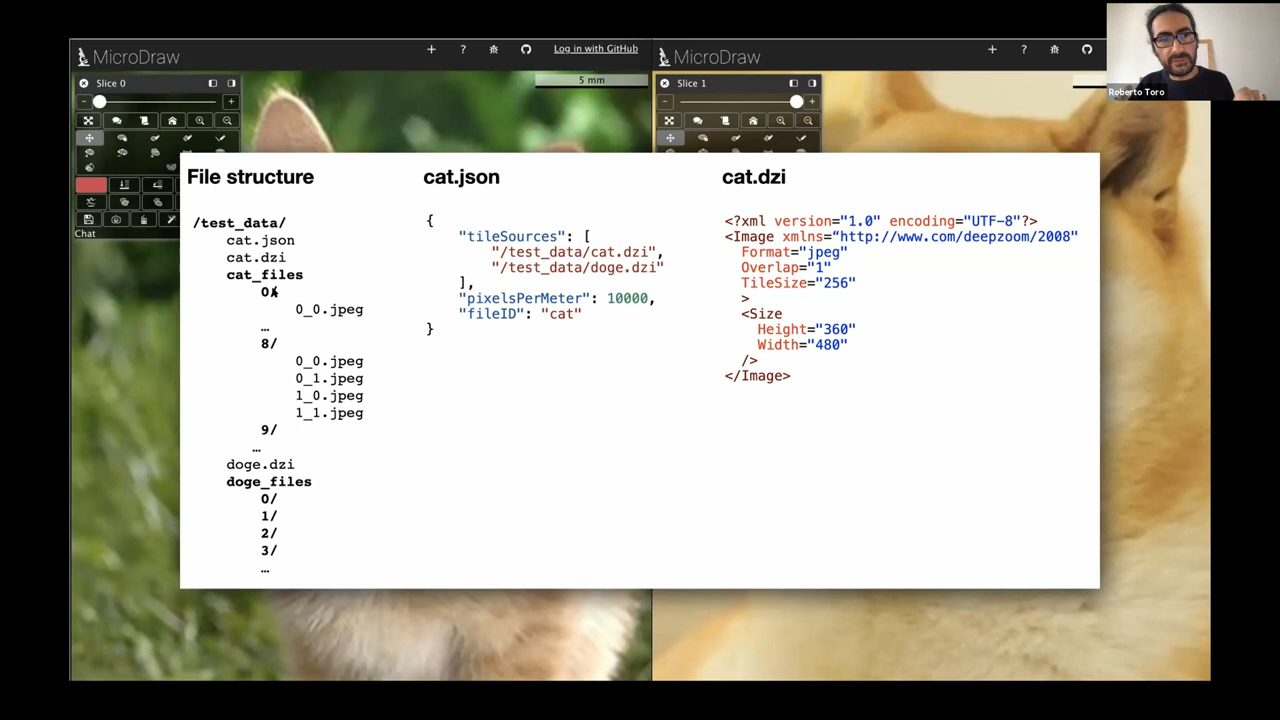 MicroDraw
+ ? Log in with GitHub
Slice 0
- +
5 mm
Chat
MicroDraw
+ ?
Slice 1
- +
Roberto Toro
File structure
/test_data/
cat.json
cat.dzi
cat_files
0/
0_0.jpeg
…
8/
0_0.jpeg
0_1.jpeg
1_0.jpeg
1_1.jpeg
9/
…
doge.dzi
doge_files
0/
1/
2/
3/
…
cat.json
{
"tileSources": [
"/test_data/cat.dzi",
"/test_data/doge.dzi"
],
"pixelsPerMeter": 10000,
"fileID": "cat"
}
cat.dzi
<?xml version="1.0" encoding="UTF-8"?>
<Image xmlns=“http://www.com/deepzoom/2008"
Format="jpeg"
Overlap="1"
TileSize="256"
>
<Size
Height="360"
Width="480"
/>
</Image>